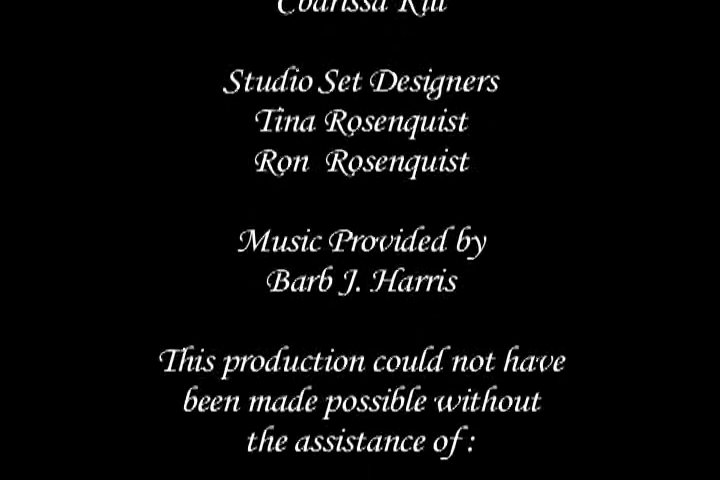 Studio Set Designers
Tina Rosenquist
Ron Rosenquist
Music Provided by
Barb J. Harris
This production could not have
been made possible without
the assistance of :